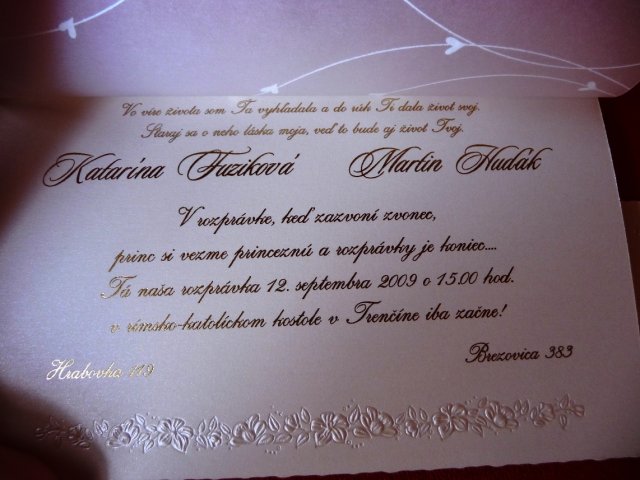 Vo víre života som Ťa vyhľadala a do rúk Ti dala život svoj.
Staraj sa o neho láska moja, veď to bude aj život Tvoj.
Katarína Fuziková Martin Hudák
V rozprávke, keď zazvoní zvonec,
princ si vezme princeznú a rozprávky je koniec....
Tá naša rozprávka 12. septembra 2009 o 15.00 hod.
v rímsko-katolíckom kostole v Trenčíne iba začne!
Hrabovka 119
Brezovica 383